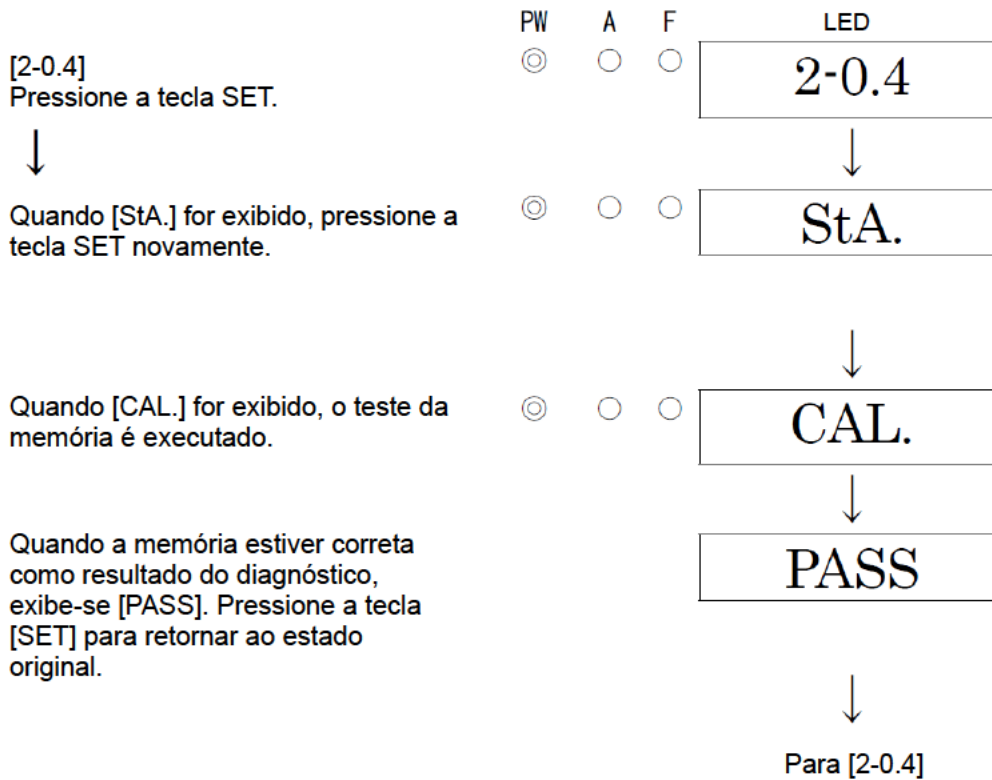 PW A F LED
[2-0.4]
Pressione a tecla SET.
2-0.4
Quando [StA.] for exibido, pressione a
tecla SET novamente.
StA.
Quando [CAL.] for exibido, o teste da
memória é executado.
CAL.
Quando a memória estiver correta
como resultado do diagnóstico,
exibe-se [PASS]. Pressione a tecla
[SET] para retornar ao estado
original.
PASS
Para [2-0.4]